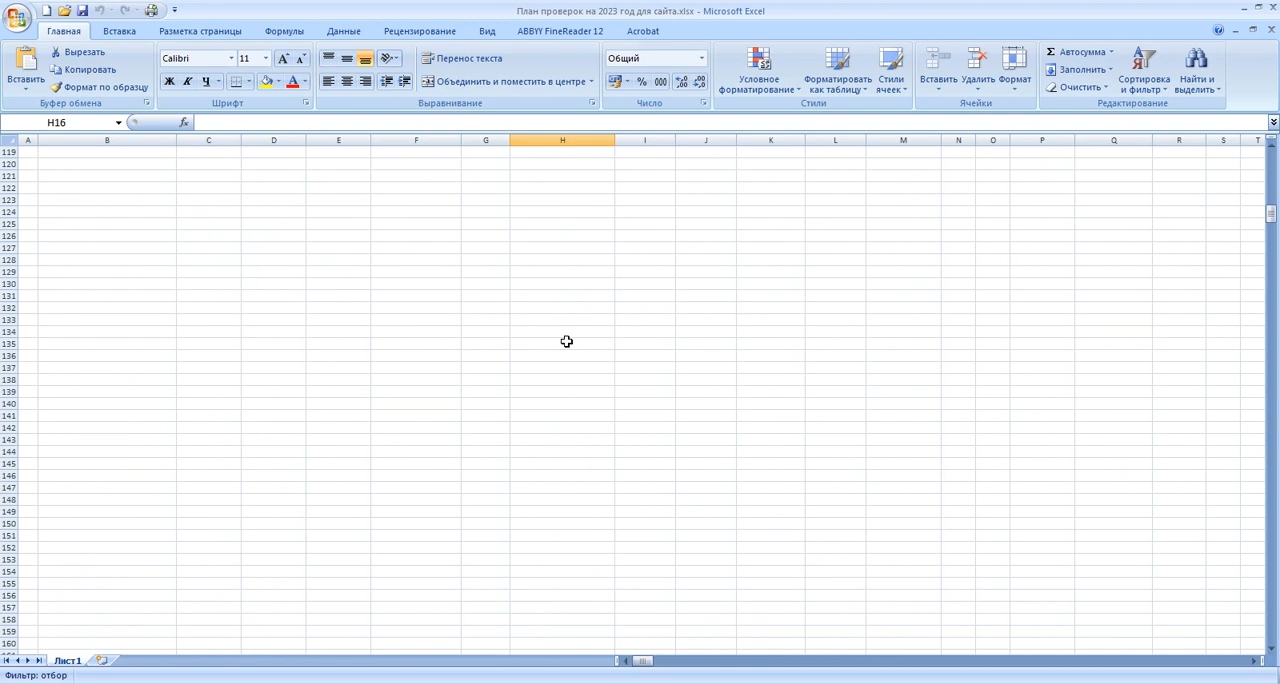 План проверок на 2023 год для сайта.xlsx - Microsoft Excel
Главная Вставка Разметка страницы Формулы Данные Рецензирование Вид ABBYY FineReader 12 Acrobat
Вставить
Вырезать
Копировать
Формат по образцу
Буфер обмена
Calibri 11
Ж К Ч
Шрифт
Перенос текста
Объединить и поместить в центре
Выравнивание
Общий
% 000
Число
Условное форматирование
Форматировать как таблицу
Стили ячеек
Стили
Вставить Удалить Формат
Ячейки
Σ Автосумма
Заполнить
Очистить
Сортировка и фильтр
Найти и выделить
Редактирование
H16 fx
A B C D E F G H I J K L M N O P Q R S T
119
120
121
122
123
124
125
126
127
128
129
130
131
132
133
134
135
136
137
138
139
140
141
142
143
144
145
146
147
148
149
150
151
152
153
154
155
156
157
158
159
160
Лист1
Фильтр: отбор